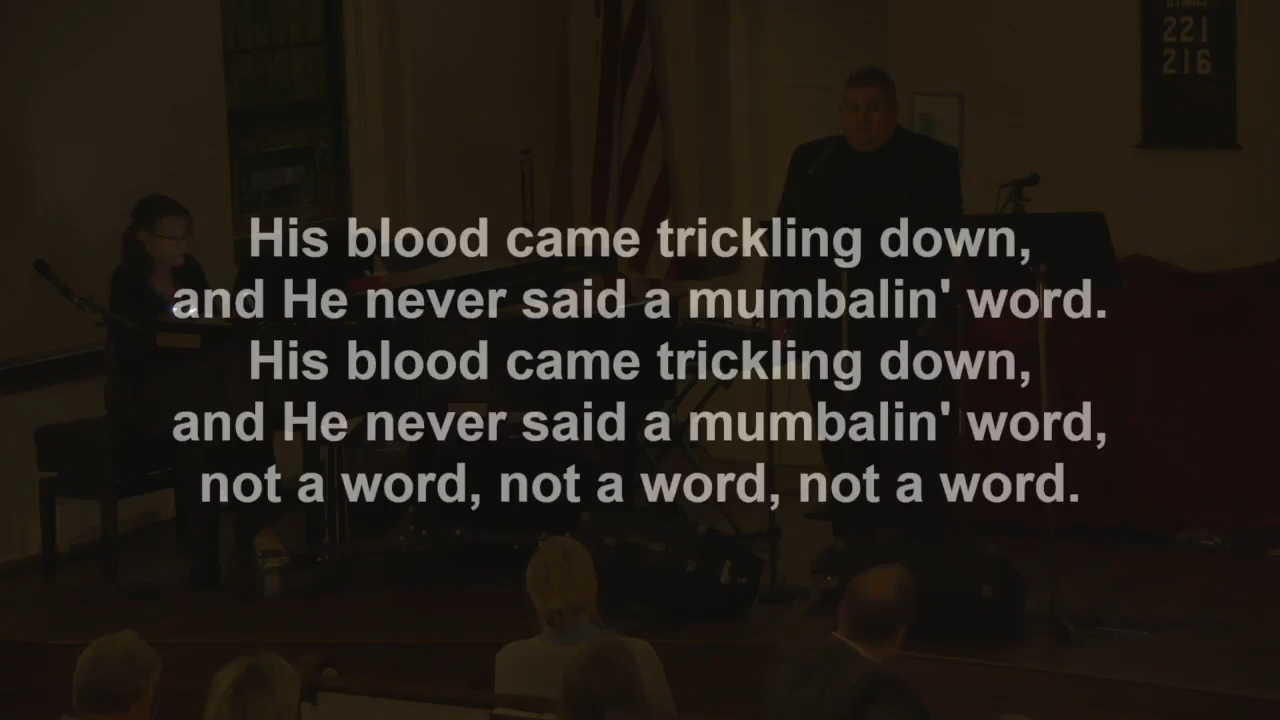 HYMNS
221
216
His blood came trickling down,
and He never said a mumbalin' word.
His blood came trickling down,
and He never said a mumbalin' word,
not a word, not a word, not a word.